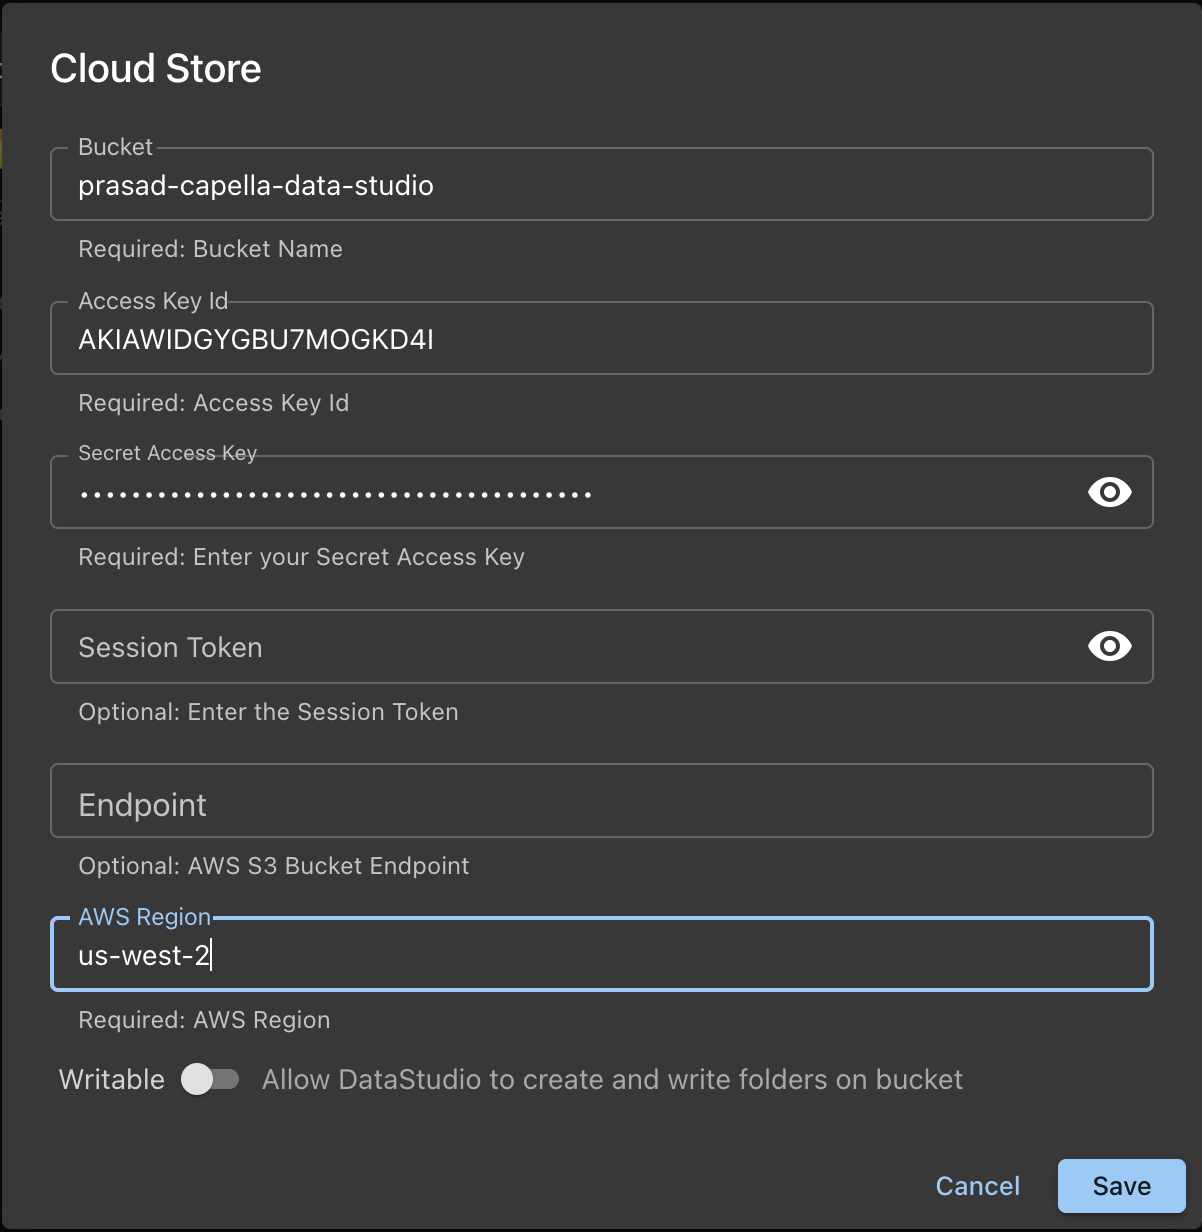 Cloud Store
Bucket
prasad-capella-data-studio
Required: Bucket Name
Access Key Id
AKIAWIDGYGBU7MOGKD4I
Required: Access Key Id
Secret Access Key
••••••••••••••••••••••••••••••••••••••••
Required: Enter your Secret Access Key
Session Token
Optional: Enter the Session Token
Endpoint
Optional: AWS S3 Bucket Endpoint
AWS Region
us-west-2
Required: AWS Region
Writable Allow DataStudio to create and write folders on bucket
Cancel Save